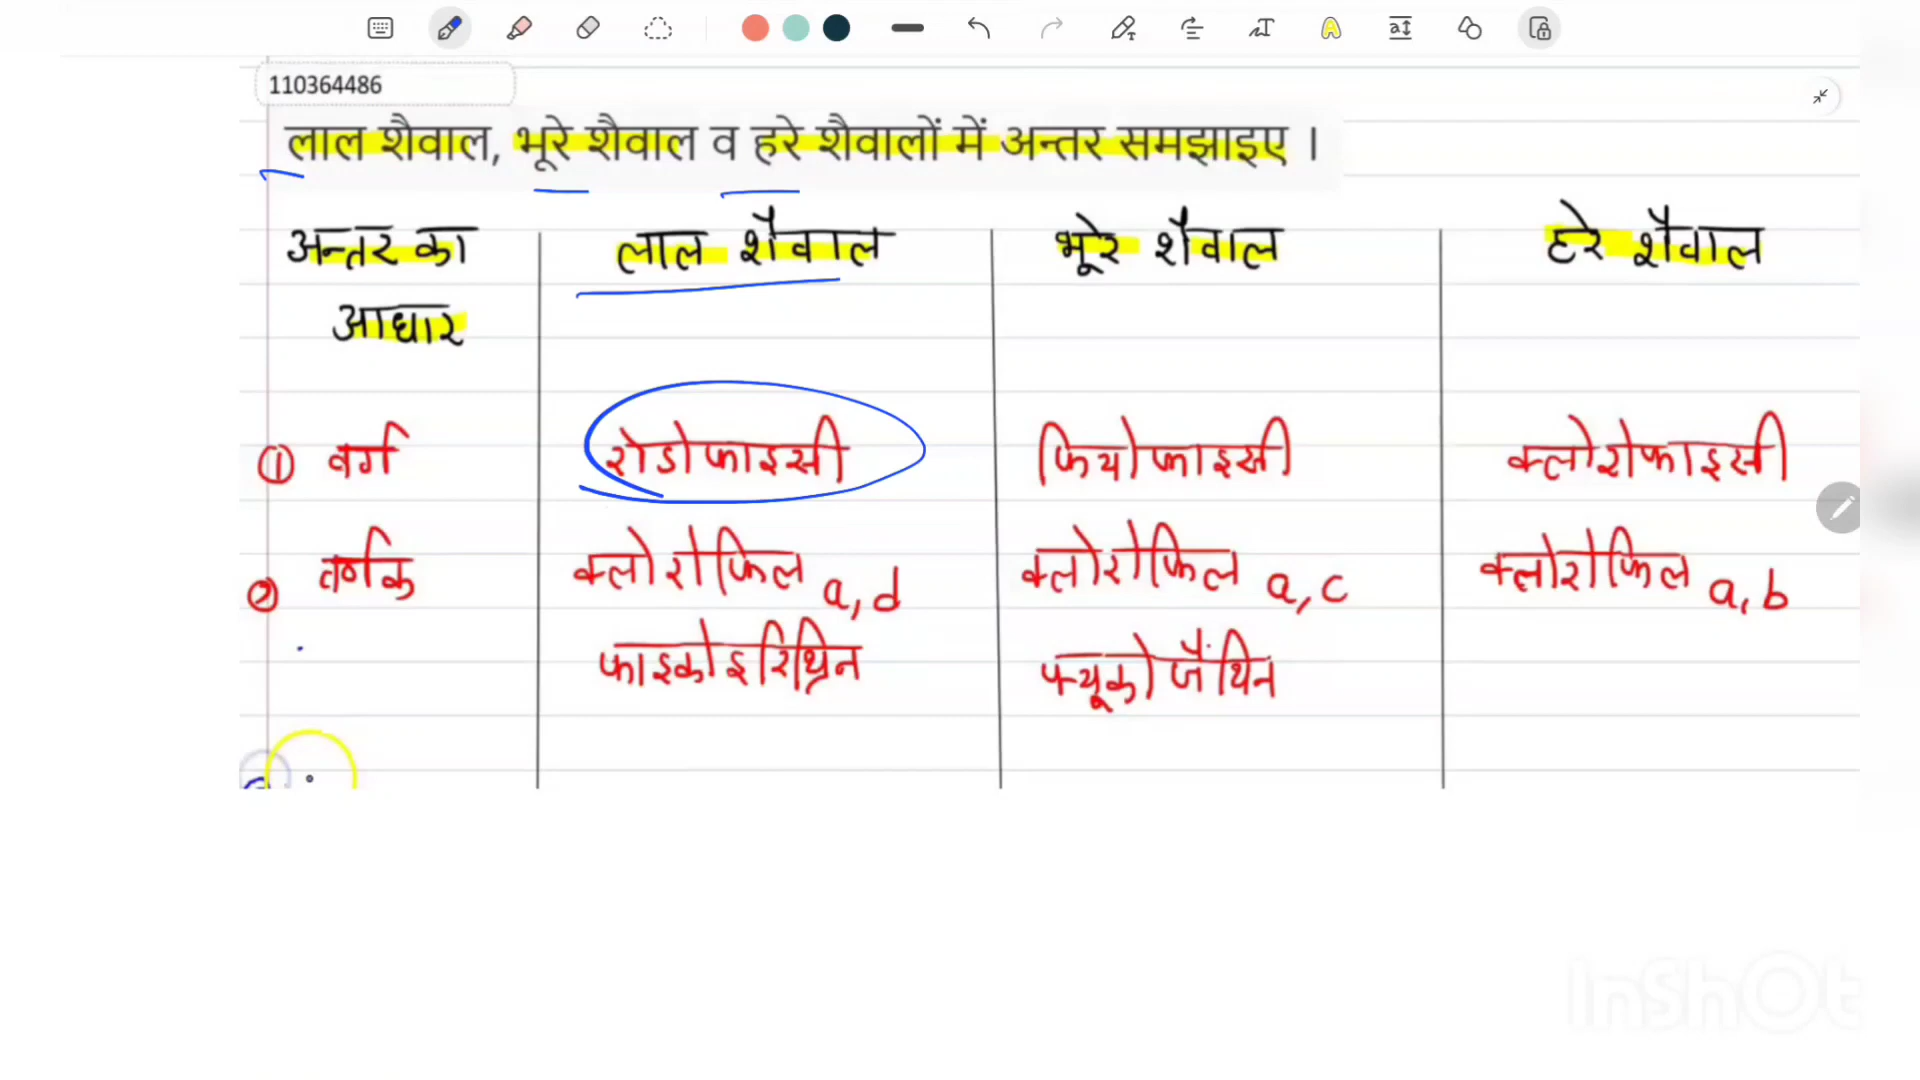 110364486
लाल शैवाल, भूरे शैवाल व हरे शैवालों में अन्तर समझाइए ।
अन्तर का आधार लाल शैवाल भूरे शैवाल हरे शैवाल
① वर्ग रोडोफाइसी फियोफाइसी क्लोरोफाइसी
② वर्णक क्लोरोफिल a, d क्लोरोफिल a, c क्लोरोफिल a, b
फाइकोइरिथ्रिन फ्यूकोजैंथिन
InShOt